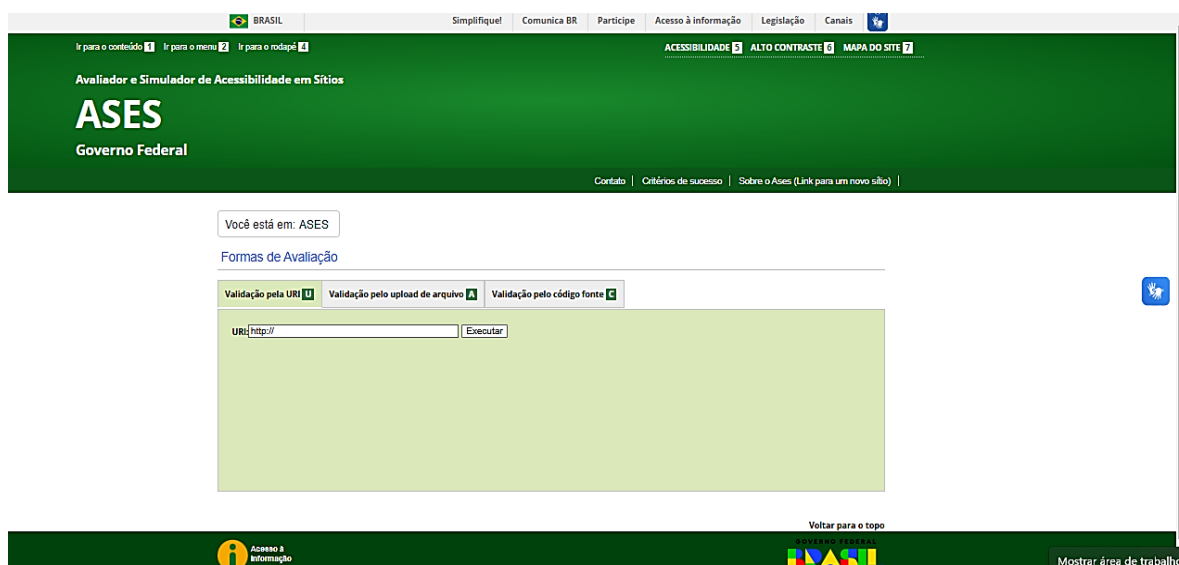 BRASIL Simplifique! Comunica BR Participe Acesso à informação Legislação Canais
Ir para o conteúdo 1 Ir para o menu 2 Ir para o rodapé 4 ACESSIBILIDADE 5 ALTO CONTRASTE 6 MAPA DO SITE 7
Avaliador e Simulador de Acessibilidade em Sítios
ASES
Governo Federal
Contato | Critérios de sucesso | Sobre o Ases (Link para um novo sítio) |
Você está em: ASES
Formas de Avaliação
Validação pela URI U Validação pelo upload de arquivo A Validação pelo código fonte C
URI: http:// Executar
Voltar para o topo
Acesso à
Informação
GOVERNO FEDERAL
BRASIL
Mostrar área de trabalho